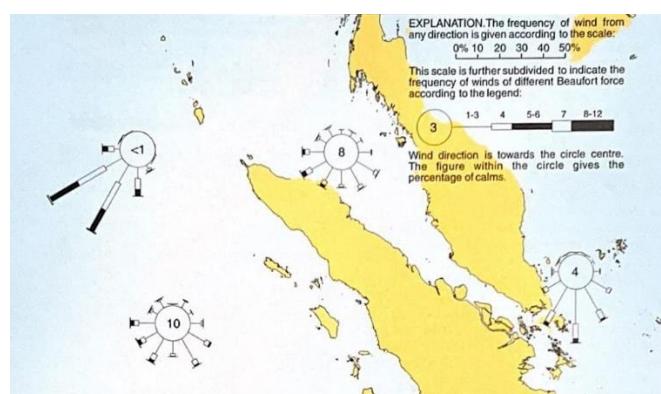 EXPLANATION.The frequency of wind from
any direction is given according to the scale:
0% 10 20 30 40 50%
This scale is further subdivided to indicate the
frequency of winds of different Beaufort force
according to the legend:
1-3 4 5-6 7 8-12
3
Wind direction is towards the circle centre.
The figure within the circle gives the
percentage of calms.
<1
8
4
10